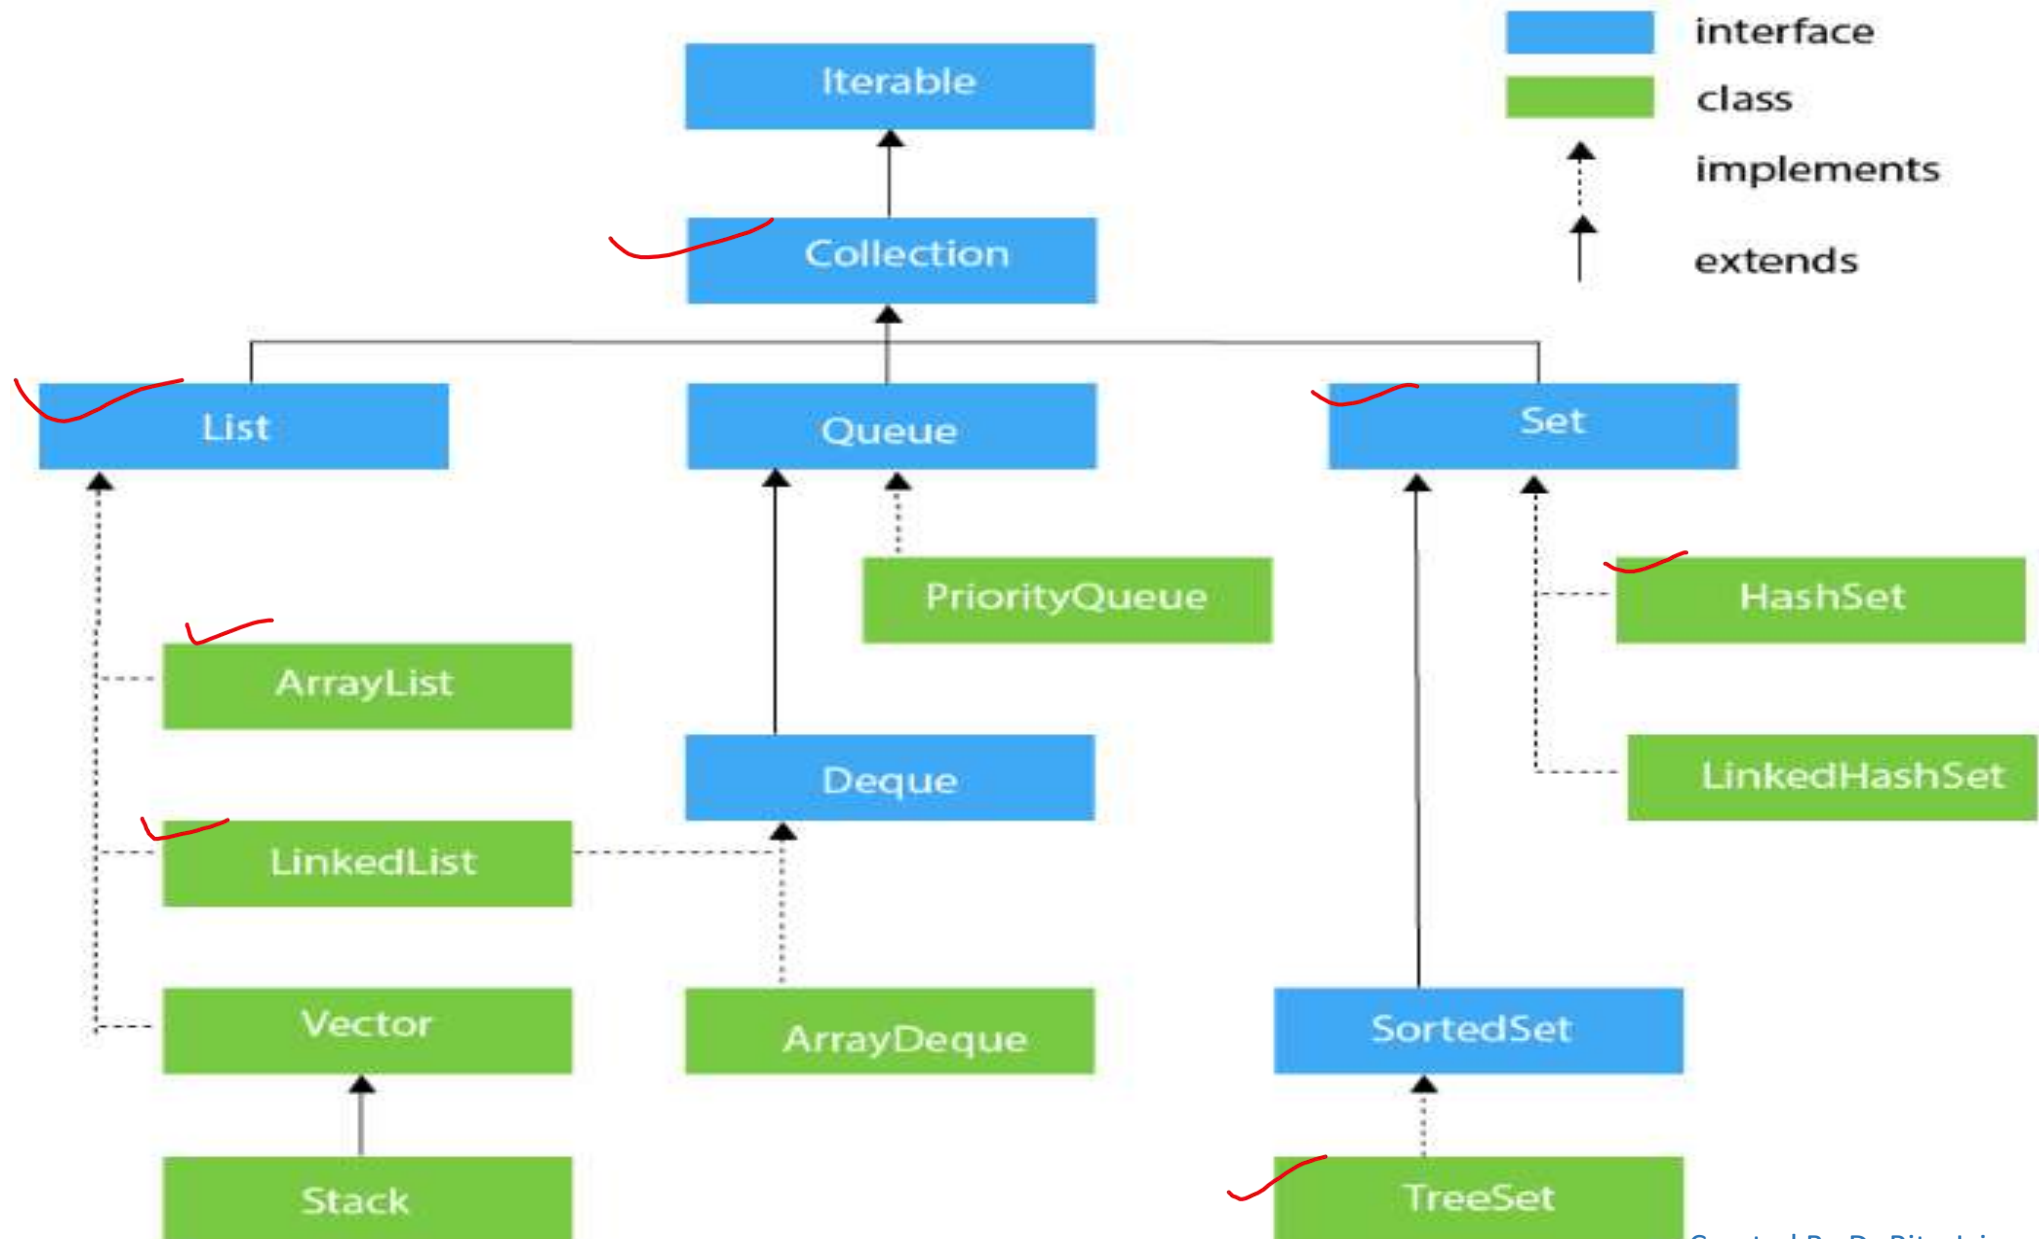 interface
class
implements
extends
Iterable
Collection
List
Queue
Set
PriorityQueue
HashSet
ArrayList
Deque
LinkedHashSet
LinkedList
Vector
ArrayDeque
SortedSet
Stack
TreeSet